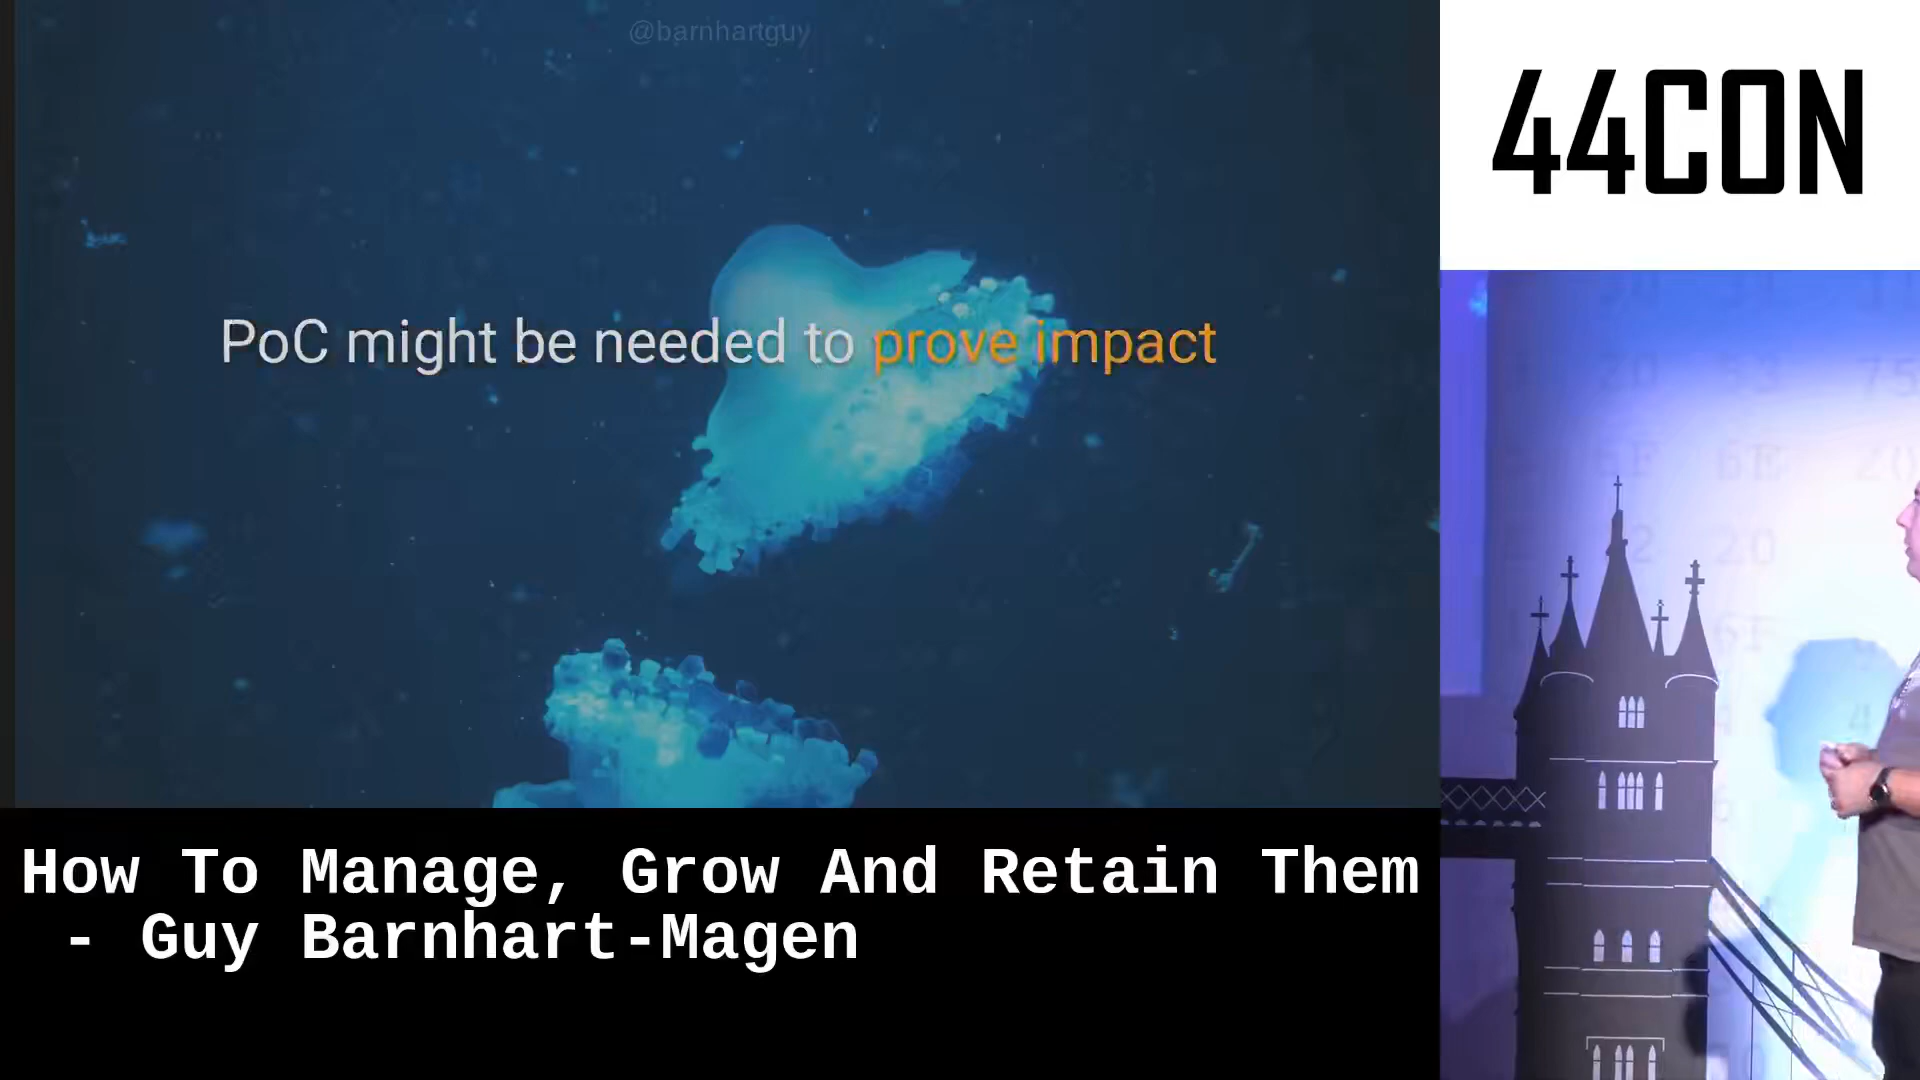 @barnhartguy
PoC might be needed to prove impact
44CON
How To Manage, Grow And Retain Them
- Guy Barnhart-Magen